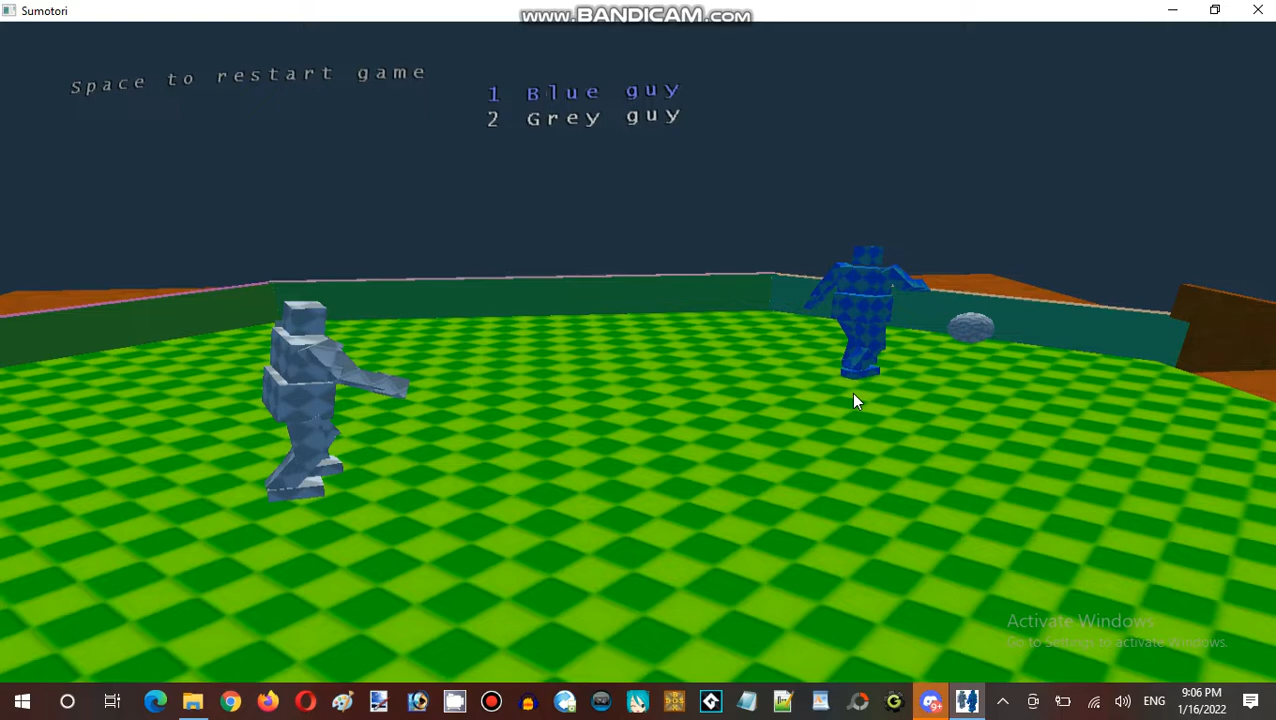 Sumotori
www.BANDICAM.com
Space to restart game
1 Blue guy
2 Grey guy
Activate Windows
Go to Settings to activate Windows.
9+
ENG
9:06 PM
1/16/2022